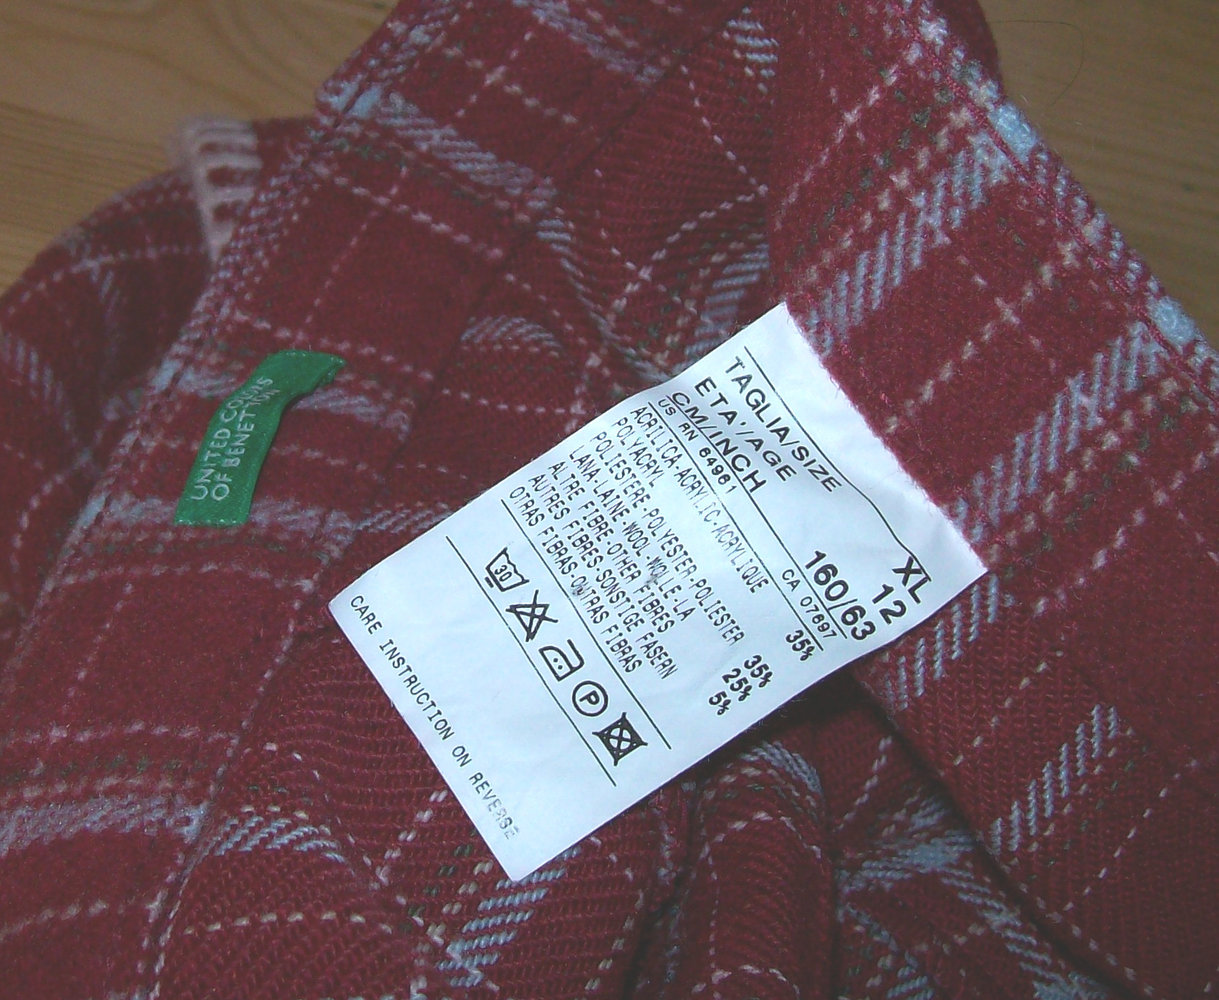 UNITED COLORS
OF BENETTON
TAGLIA/SIZE XL
ETA'/AGE 12
CM/INCH 160/63
US RN 64961 CA 07697
ACRILICA-ACRYLIC-ACRYLIQUE 35%
POLYACRYL
POLIESTERE-POLYESTER-POLIESTER 35%
LANA-LAINE-WOOL-WOLLE-LA 25%
ALTRE FIBRE-OTHER FIBRES 5%
AUTRES FIBRES-SONSTIGE FASERN
OTRAS FIBRAS-OUTRAS FIBRAS
30 P
CARE INSTRUCTION ON REVERSE